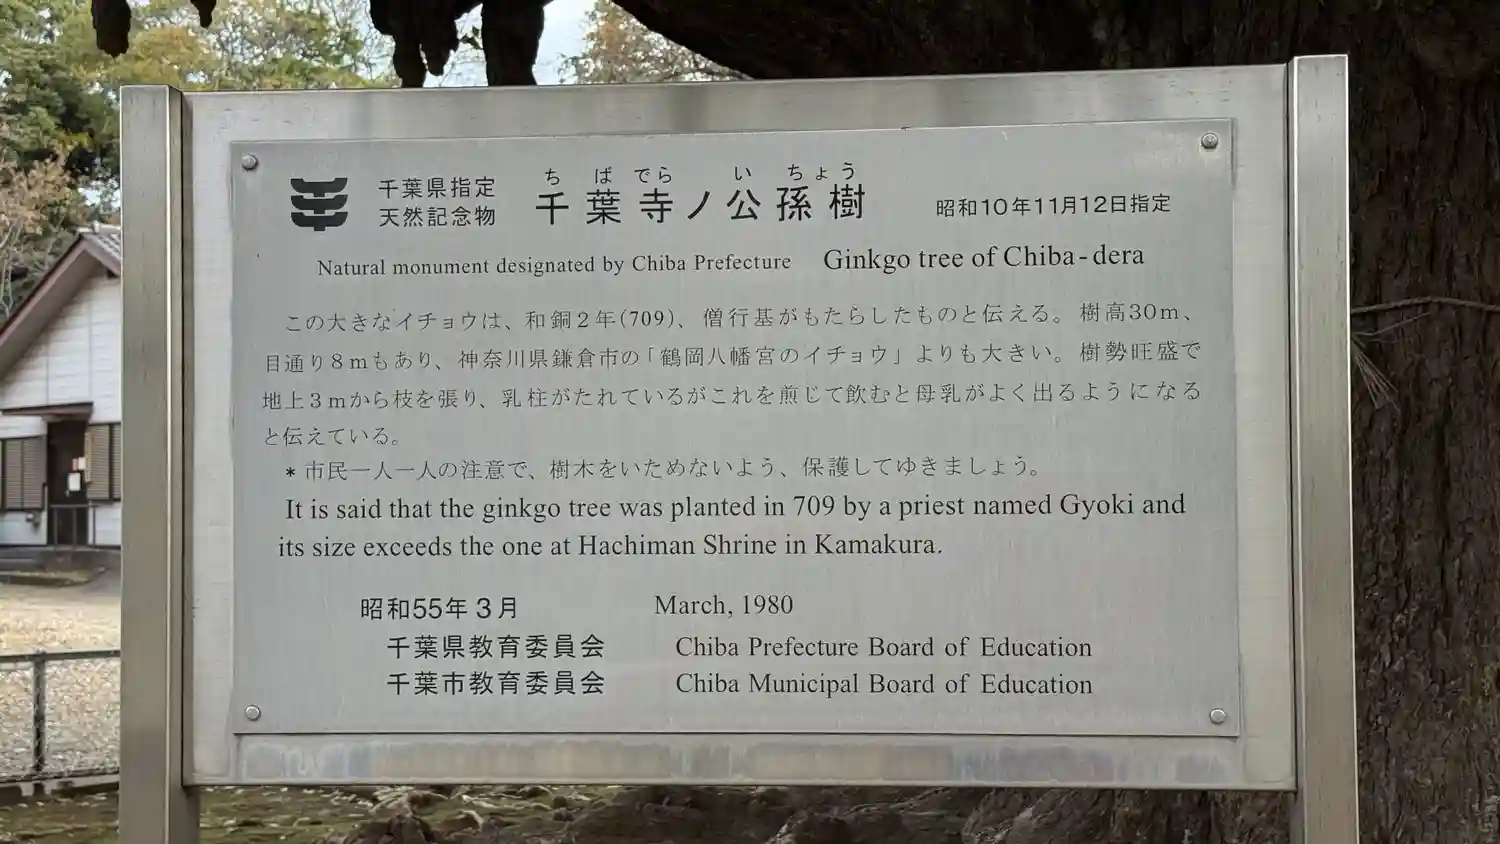 千葉県指定
天然記念物
ちばでら いちょう
千葉寺ノ公孫樹
昭和10年11月12日指定
Natural monument designated by Chiba Prefecture Ginkgo tree of Chiba-dera
この大きなイチョウは、和銅2年(709)、僧行基がもたらしたものと伝える。樹高30m、
目通り8mもあり、神奈川県鎌倉市の「鶴岡八幡宮のイチョウ」よりも大きい。樹勢旺盛で
地上3mから枝を張り、乳柱がたれているがこれを煎じて飲むと母乳がよく出るようになる
と伝えている。
*市民一人一人の注意で、樹木をいためないよう、保護してゆきましょう。
It is said that the ginkgo tree was planted in 709 by a priest named Gyoki and
its size exceeds the one at Hachiman Shrine in Kamakura.
昭和55年3月 March, 1980
千葉県教育委員会 Chiba Prefecture Board of Education
千葉市教育委員会 Chiba Municipal Board of Education